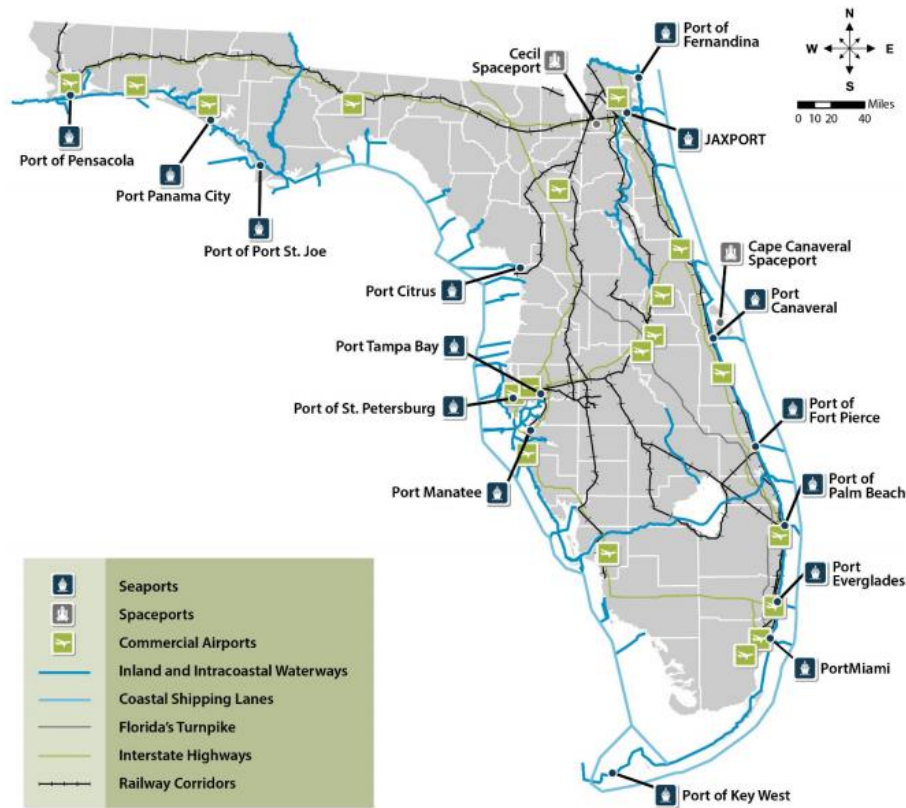 N
W
E
S
Miles
0 10 20 40
Port of
Fernandina
Cecil
Spaceport
JAXPORT
Port of Pensacola
Port Panama City
Port of Port St. Joe
Cape Canaveral
Spaceport
Port Citrus
Port
Canaveral
Port Tampa Bay
Port of St. Petersburg
Port of
Fort Pierce
Port Manatee
Port of
Palm Beach
Port
Everglades
PortMiami
Port of Key West
Seaports
Spaceports
Commercial Airports
Inland and Intracoastal Waterways
Coastal Shipping Lanes
Florida's Turnpike
Interstate Highways
Railway Corridors